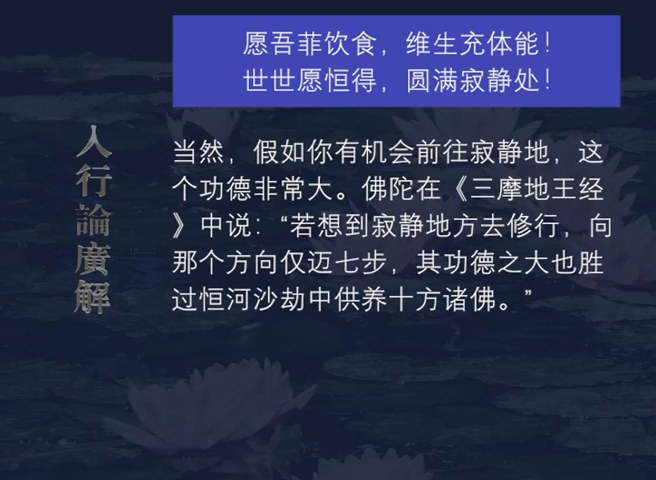 愿吾菲饮食，维生充体能！
世世愿恒得，圆满寂静处！
入行論廣解
当然，假如你有机会前往寂静地，这
个功德非常大。佛陀在《三摩地王经
》中说：“若想到寂静地方去修行，向
那个方向仅迈七步，其功德之大也胜
过恒河沙劫中供养十方诸佛。”